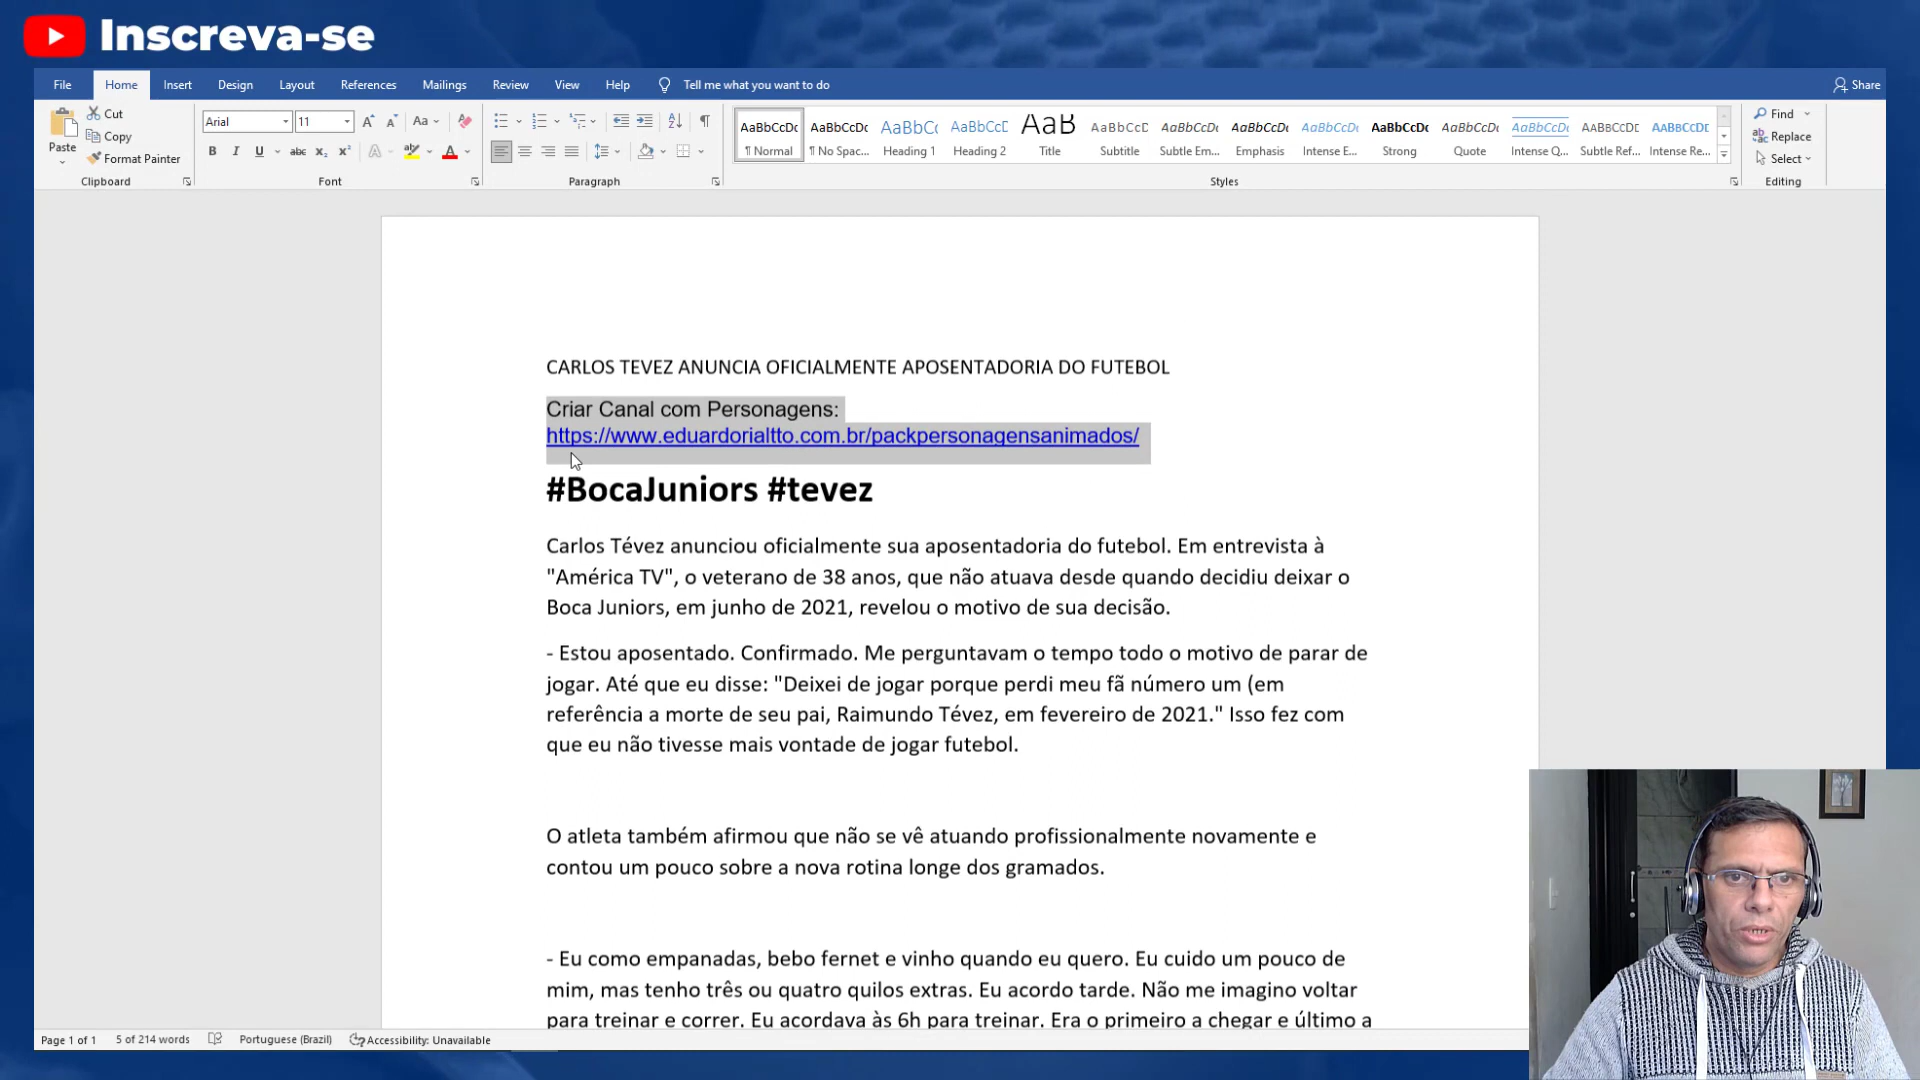 Inscreva-se
File Home Insert Design Layout References Mailings Review View Help Tell me what you want to do Share
Paste Cut Copy Format Painter Clipboard
Arial 11 Aa
B I U abc x₂ x² A A Font
Paragraph
AaBbCcDc ¶ Normal
AaBbCcDc ¶ No Spac...
AaBbCc Heading 1
AaBbCcD Heading 2
AaB Title
AaBbCcD Subtitle
AaBbCcDc Subtle Em...
AaBbCcDc Emphasis
AaBbCcDc Intense E...
AaBbCcDc Strong
AaBbCcDc Quote
AaBbCcDc Intense Q...
AaBbCcDc Subtle Ref...
AaBbCcDc Intense Re...
Styles
Find Replace Select Editing
CARLOS TEVEZ ANUNCIA OFICIALMENTE APOSENTADORIA DO FUTEBOL
Criar Canal com Personagens:
https://www.eduardorialtto.com.br/packpersonagensanimados/
#BocaJuniors #tevez
Carlos Tévez anunciou oficialmente sua aposentadoria do futebol. Em entrevista à
"América TV", o veterano de 38 anos, que não atuava desde quando decidiu deixar o
Boca Juniors, em junho de 2021, revelou o motivo de sua decisão.
- Estou aposentado. Confirmado. Me perguntavam o tempo todo o motivo de parar de
jogar. Até que eu disse: "Deixei de jogar porque perdi meu fã número um (em
referência a morte de seu pai, Raimundo Tévez, em fevereiro de 2021." Isso fez com
que eu não tivesse mais vontade de jogar futebol.
O atleta também afirmou que não se vê atuando profissionalmente novamente e
contou um pouco sobre a nova rotina longe dos gramados.
- Eu como empanadas, bebo fernet e vinho quando eu quero. Eu cuido um pouco de
mim, mas tenho três ou quatro quilos extras. Eu acordo tarde. Não me imagino voltar
para treinar e correr. Eu acordava às 6h para treinar. Era o primeiro a chegar e último a
Page 1 of 1 5 of 214 words Portuguese (Brazil) Accessibility: Unavailable